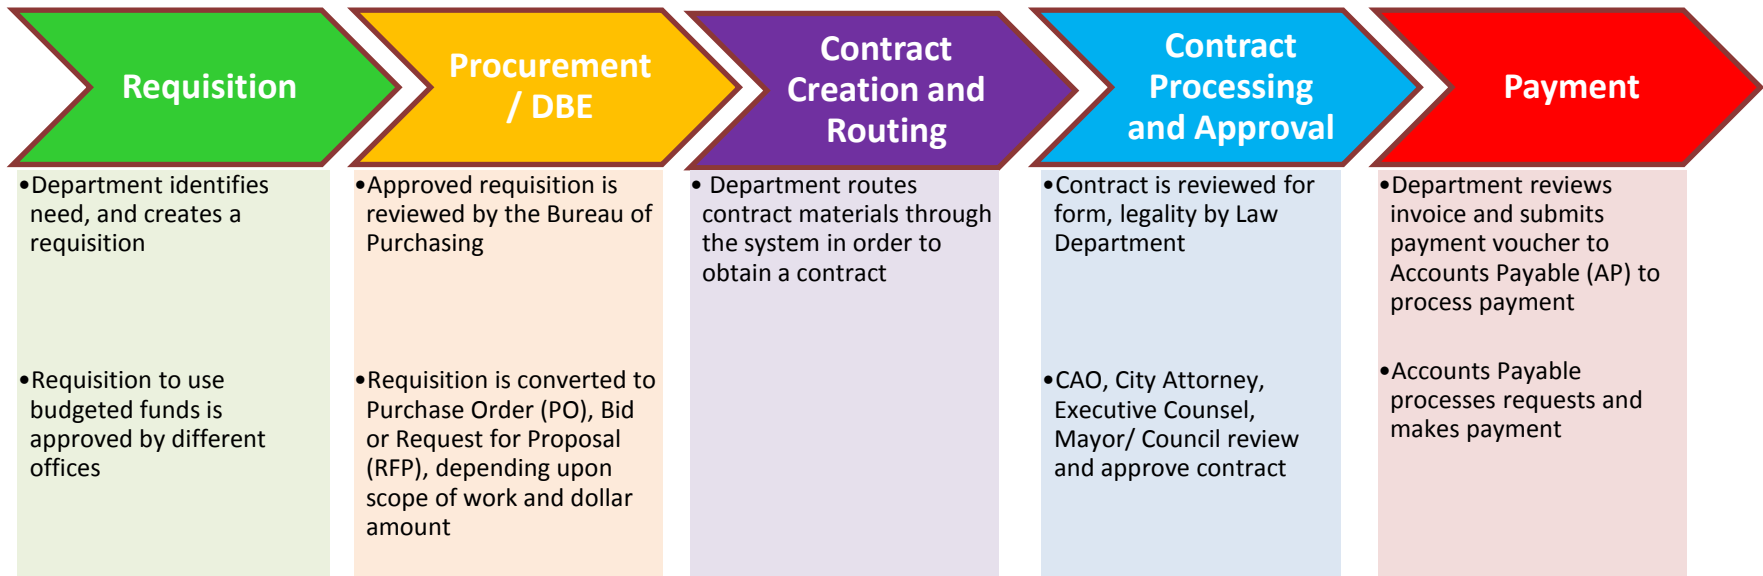 Requisition
Procurement
/ DBE
Contract
Creation and
Routing
Contract
Processing
and Approval
Payment
•Department identifies
need, and creates a
requisition
•Requisition to use
budgeted funds is
approved by different
offices
•Approved requisition is
reviewed by the Bureau of
Purchasing
•Requisition is converted to
Purchase Order (PO), Bid
or Request for Proposal
(RFP), depending upon
scope of work and dollar
amount
• Department routes
contract materials through
the system in order to
obtain a contract
•Contract is reviewed for
form, legality by Law
Department
•CAO, City Attorney,
Executive Counsel,
Mayor/ Council review
and approve contract
•Department reviews
invoice and submits
payment voucher to
Accounts Payable (AP) to
process payment
•Accounts Payable
processes requests and
makes payment